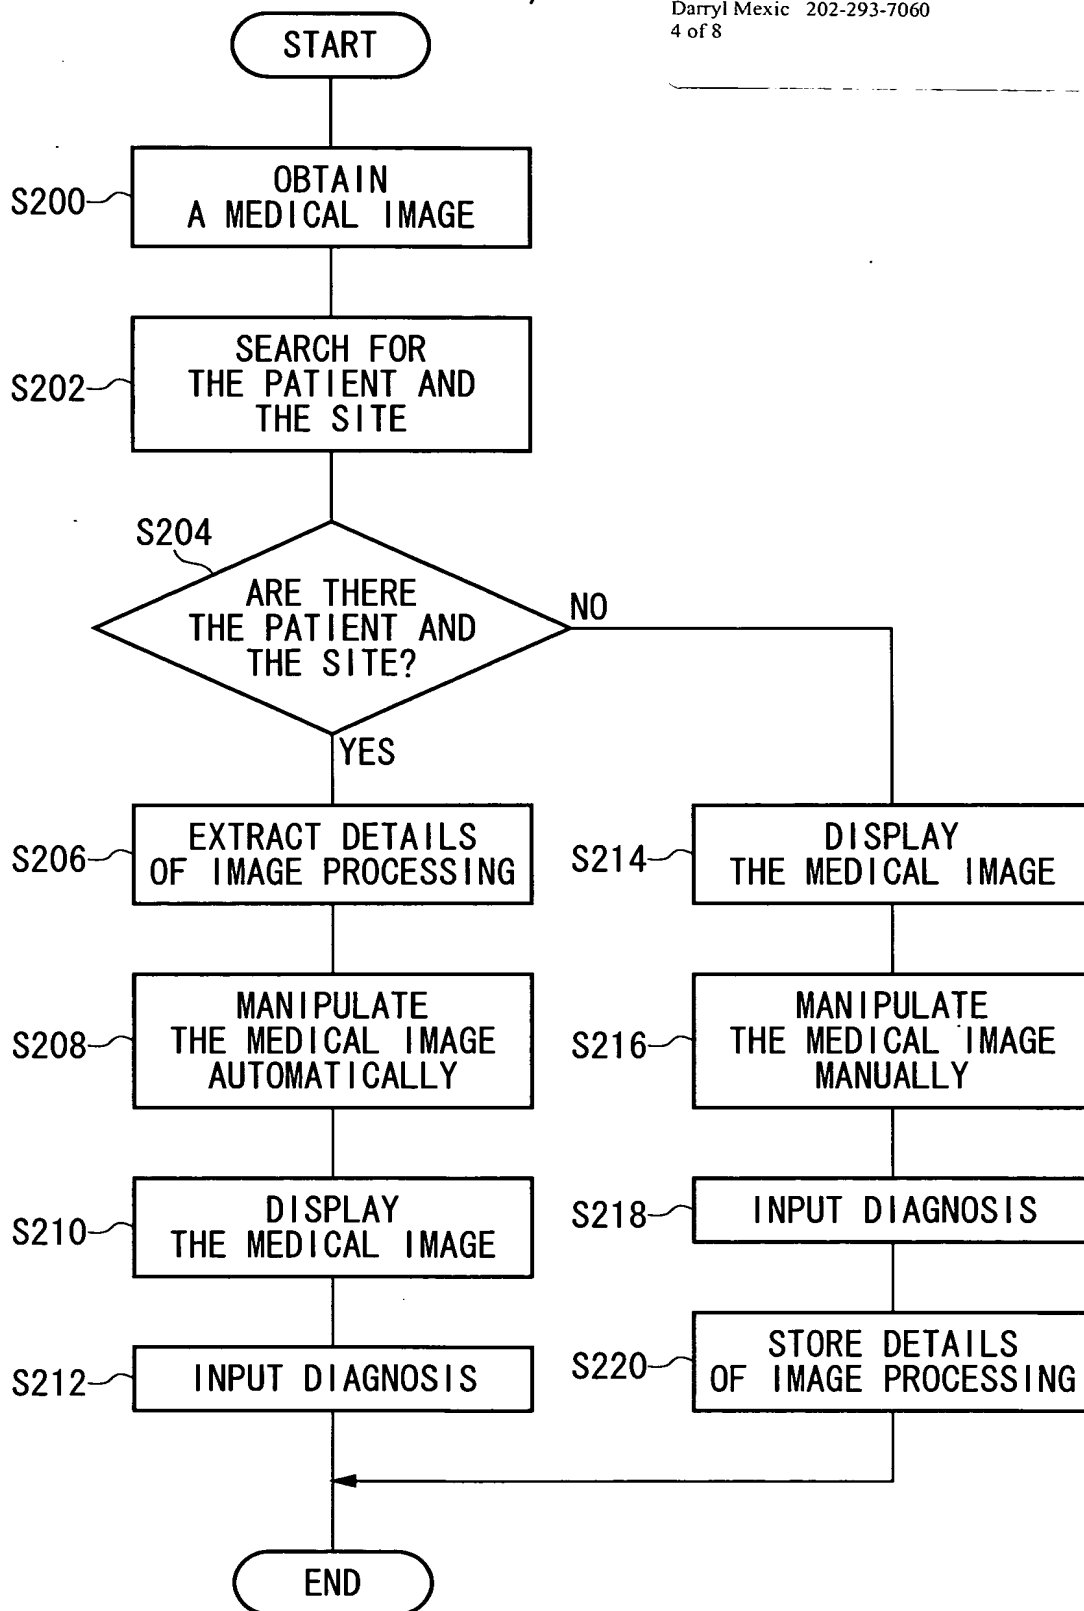 Darryl Mexic 202-293-7060
4 of 8
START
S200
OBTAIN
A MEDICAL IMAGE
S202
SEARCH FOR
THE PATIENT AND
THE SITE
S204
ARE THERE
THE PATIENT AND
THE SITE?
NO
YES
S206
EXTRACT DETAILS
OF IMAGE PROCESSING
S208
MANIPULATE
THE MEDICAL IMAGE
AUTOMATICALLY
S210
DISPLAY
THE MEDICAL IMAGE
S212
INPUT DIAGNOSIS
S214
DISPLAY
THE MEDICAL IMAGE
S216
MANIPULATE
THE MEDICAL IMAGE
MANUALLY
S218
INPUT DIAGNOSIS
S220
STORE DETAILS
OF IMAGE PROCESSING
END